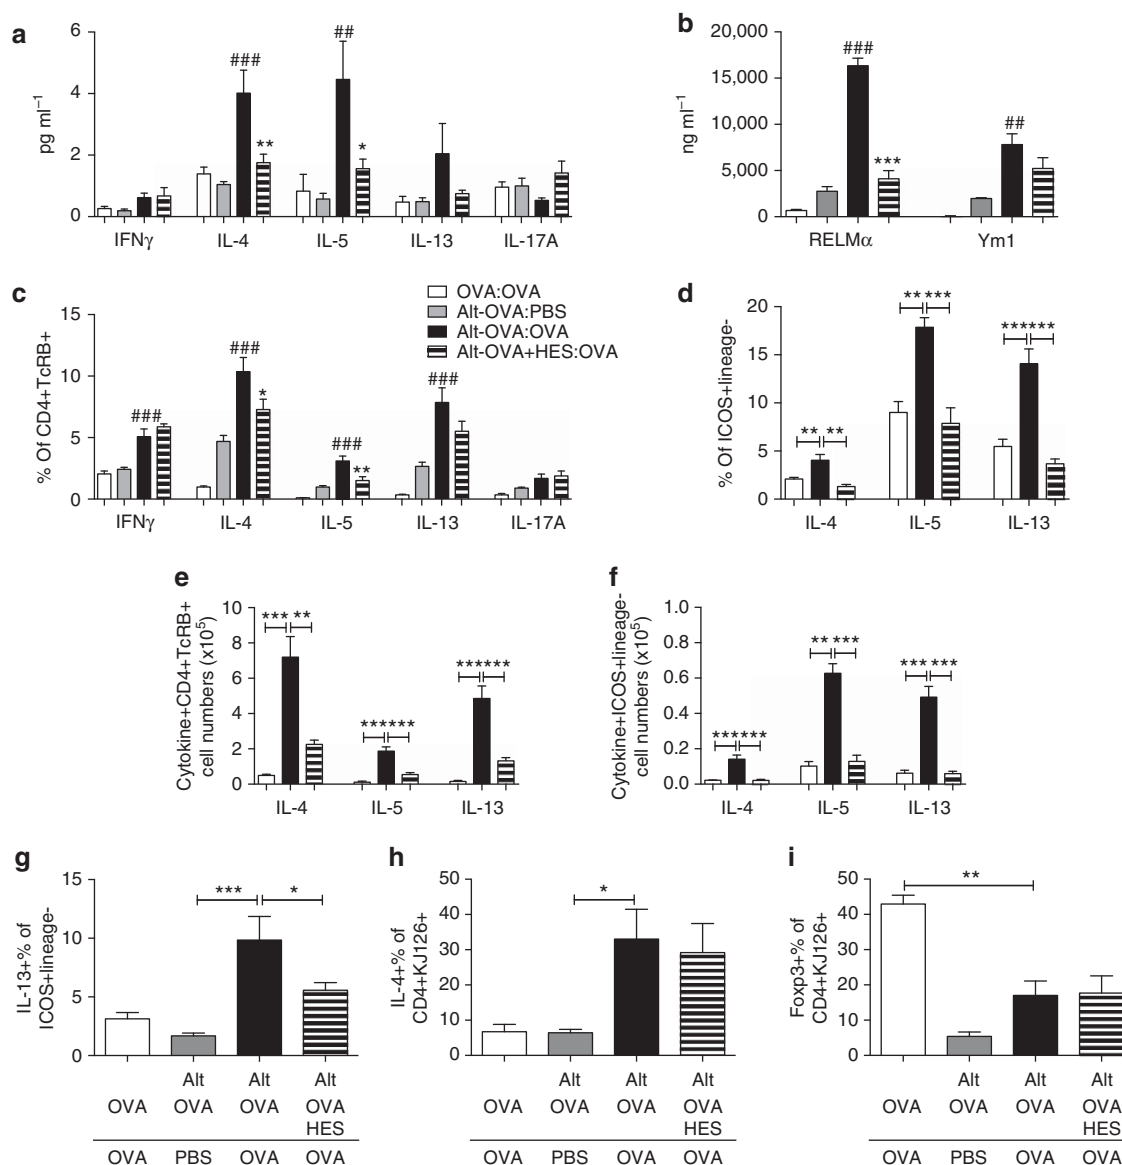 a
pg ml⁻¹
6
4
2
0
###
**
##
*
IFNγ
IL-4
IL-5
IL-13
IL-17A
b
ng ml⁻¹
20,000
15,000
10,000
5,000
0
###
***
##
RELMα
Ym1
c
% Of CD4+TcRB+
15
10
5
0
OVA:OVA
Alt-OVA:PBS
Alt-OVA:OVA
Alt-OVA+HES:OVA
###
###
*
###
**
###
IFNγ
IL-4
IL-5
IL-13
IL-17A
d
% Of ICOS+lineage-
20
15
10
5
0
** **
** ***
******
IL-4
IL-5
IL-13
e
Cytokine+CD4+TcRB+
cell numbers (x10⁵)
10
8
6
4
2
0
*** **
******
******
IL-4
IL-5
IL-13
f
Cytokine+ICOS+lineage-
cell numbers (x10⁵)
1.0
0.8
0.6
0.4
0.2
0.0
******
** ***
*** ***
IL-4
IL-5
IL-13
g
IL-13+% of
ICOS+lineage-
15
10
5
0
*** *
Alt Alt Alt
OVA OVA OVA OVA
HES
OVA PBS OVA OVA
h
IL-4+% of
CD4+KJ126+
50
40
30
20
10
0
*
Alt Alt Alt
OVA OVA OVA OVA
HES
OVA PBS OVA OVA
i
Foxp3+% of
CD4+KJ126+
50
40
30
20
10
0
**
Alt Alt Alt
OVA OVA OVA OVA
HES
OVA PBS OVA OVA